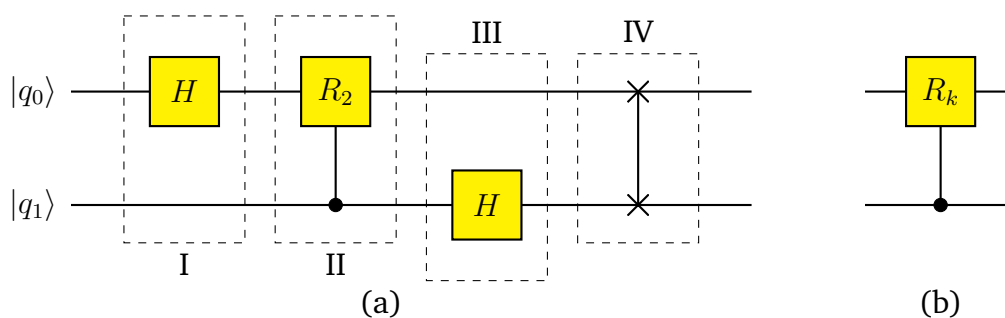 III IV
|q₀⟩ H R₂ Rₖ
|q₁⟩ H
I II
(a) (b)